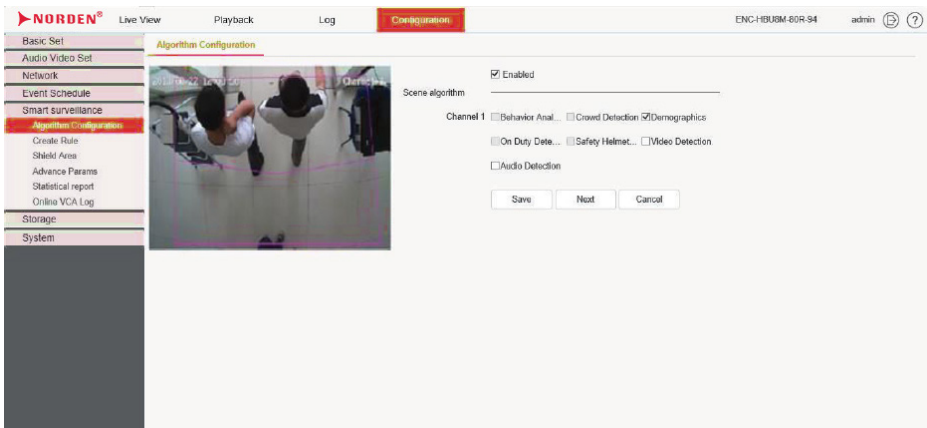 NORDEN® Live View Playback Log Configuration ENC-HBU8M-80R-94 admin
Basic Set
Algorithm Configuration
Audio Video Set
Network
Enabled
Event Schedule
Scene algorithm
Smart surveillance
Channel 1 Behavior Anal... Crowd Detection Demographics
Algorithm Configuration
Create Rule
On Duty Dete... Safety Helmet... Video Detection
Shield Area
Audio Detection
Advance Params
Statistical report
Online VCA Log
Save Next Cancel
Storage
System